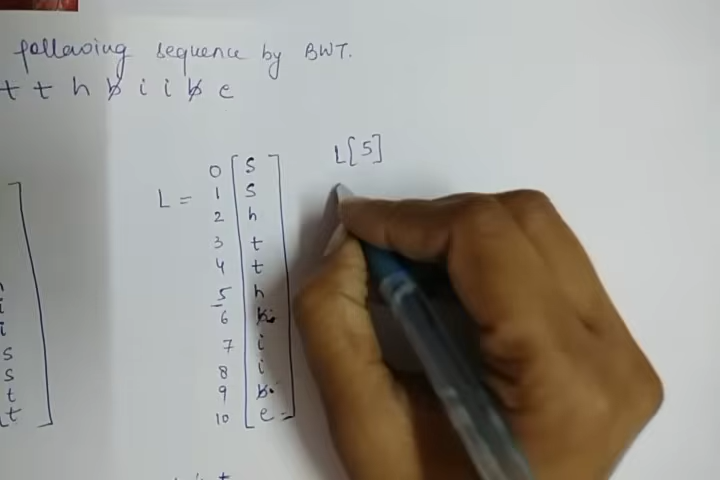 following sequence by BWT.
t t h b̸ i i b̸ e
L[5]
L =
0 s
1 s
2 h
3 t
4 t
5 h
6 b̸
7 i
8 i
9 b̸
10 e
i
i
s
s
t
t